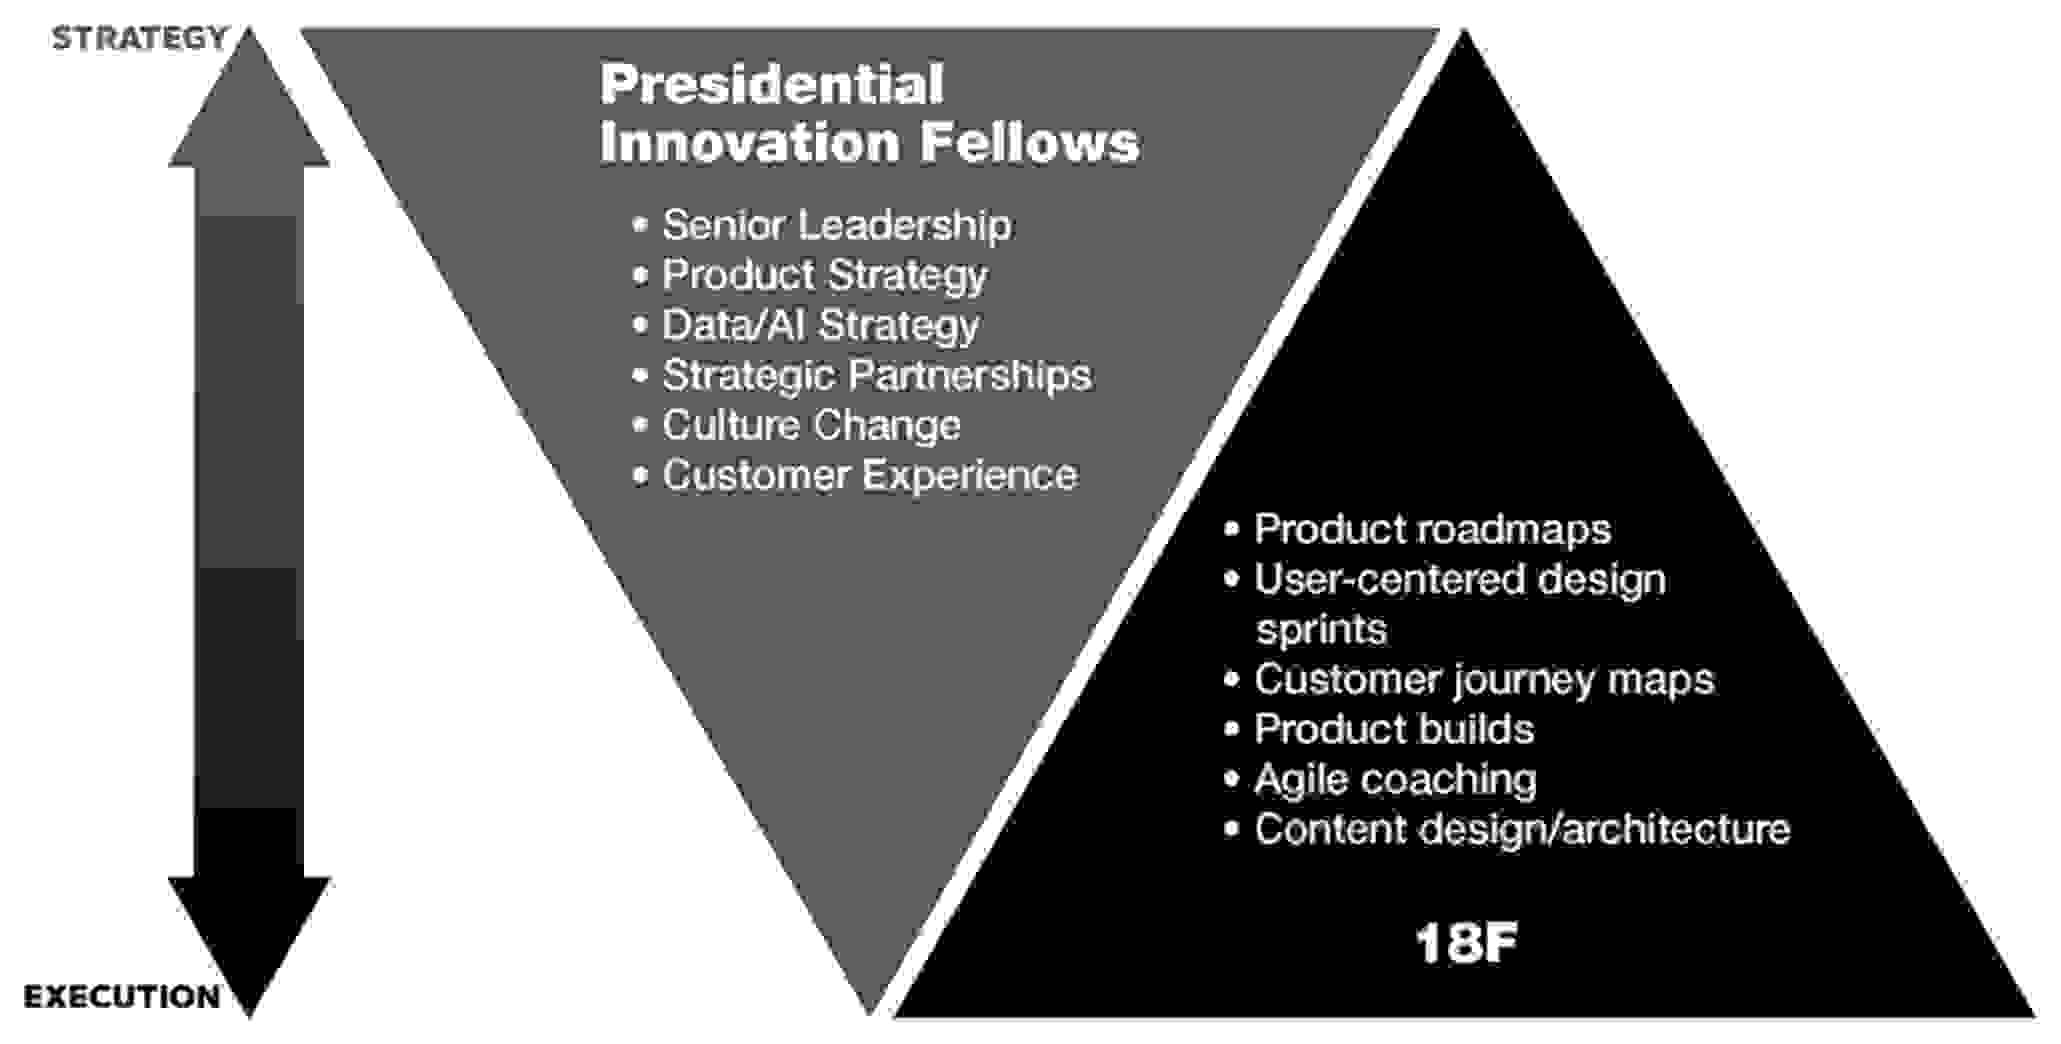 STRATEGY
Presidential
Innovation Fellows
• Senior Leadership
• Product Strategy
• Data/AI Strategy
• Strategic Partnerships
• Culture Change
• Customer Experience
• Product roadmaps
• User-centered design
sprints
• Customer journey maps
• Product builds
• Agile coaching
• Content design/architecture
18F
EXECUTION